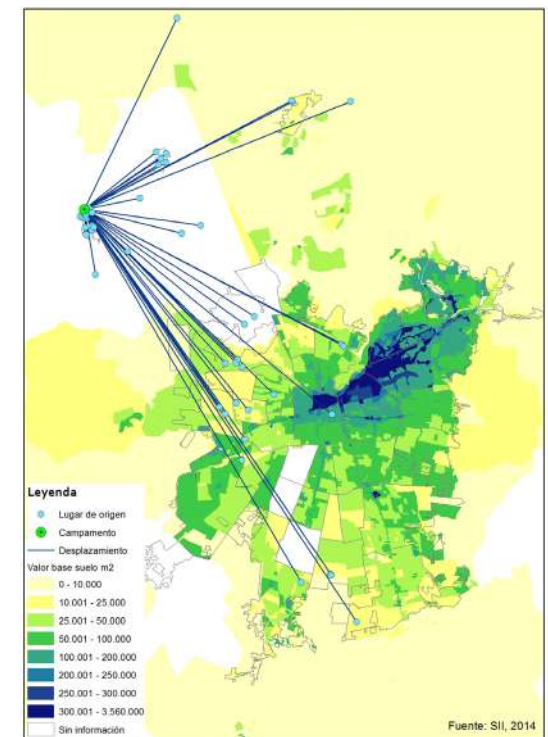 Leyenda
Lugar de origen
Campamento
Desplazamiento
Valor base suelo m2
0 - 10.000
10.001 - 25.000
25.001 - 50.000
50.001 - 100.000
100.001 - 200.000
200.001 - 250.000
250.001 - 300.000
300.001 - 3.560.000
Sin información
Fuente: SII, 2014